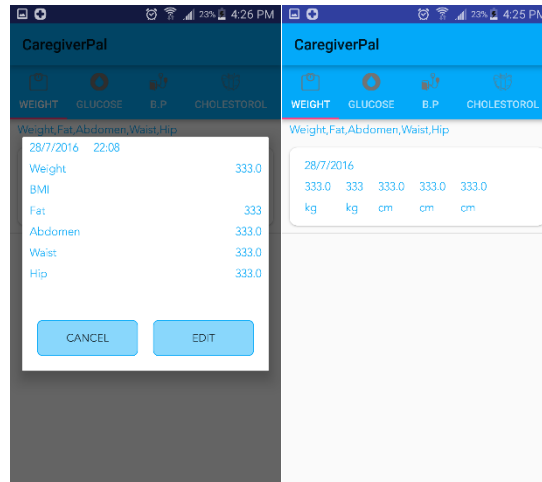 23% 4:26 PM
CaregiverPal
WEIGHT GLUCOSE B.P CHOLESTOROL
Weight,Fat,Abdomen,Waist,Hip
28/7/2016 22:08
Weight 333.0
BMI
Fat 333
Abdomen 333.0
Waist 333.0
Hip 333.0
CANCEL EDIT
23% 4:25 PM
CaregiverPal
WEIGHT GLUCOSE B.P CHOLESTOROL
Weight,Fat,Abdomen,Waist,Hip
28/7/2016
333.0 333 333.0 333.0 333.0
kg kg cm cm cm